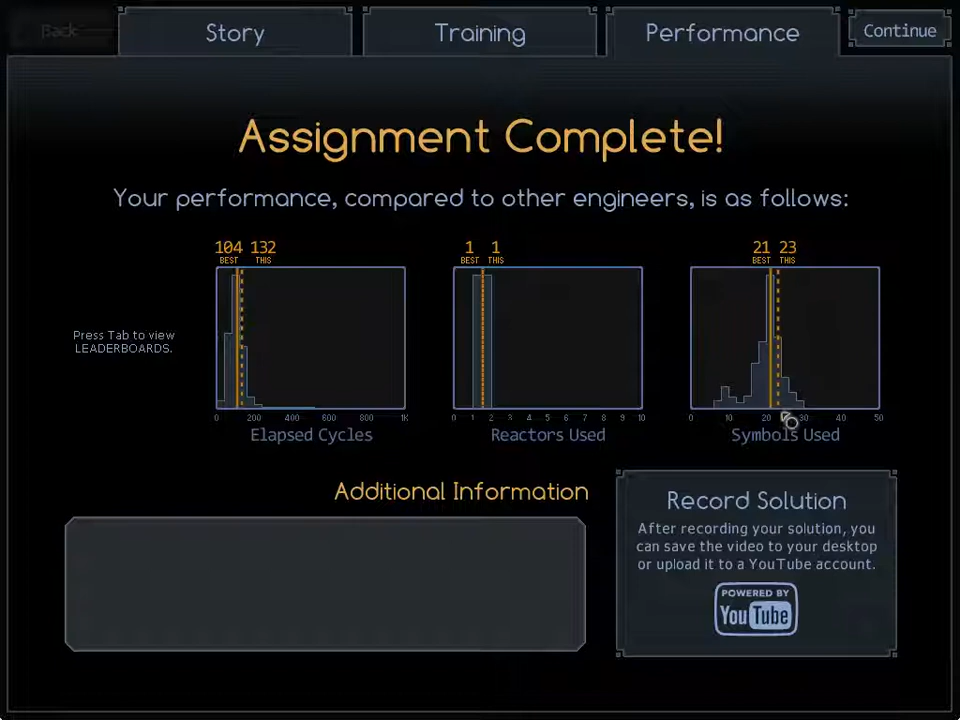 Back
Story
Training
Performance
Continue
Assignment Complete!
Your performance, compared to other engineers, is as follows:
104 132
BEST THIS
1 1
BEST THIS
21 23
BEST THIS
Press Tab to view
LEADERBOARDS.
0 200 400 600 800 1K
Elapsed Cycles
0 1 2 3 4 5 6 7 8 9 10
Reactors Used
0 10 20 30 40 50
Symbols Used
Additional Information
Record Solution
After recording your solution, you
can save the video to your desktop
or upload it to a YouTube account.
POWERED BY
YouTube